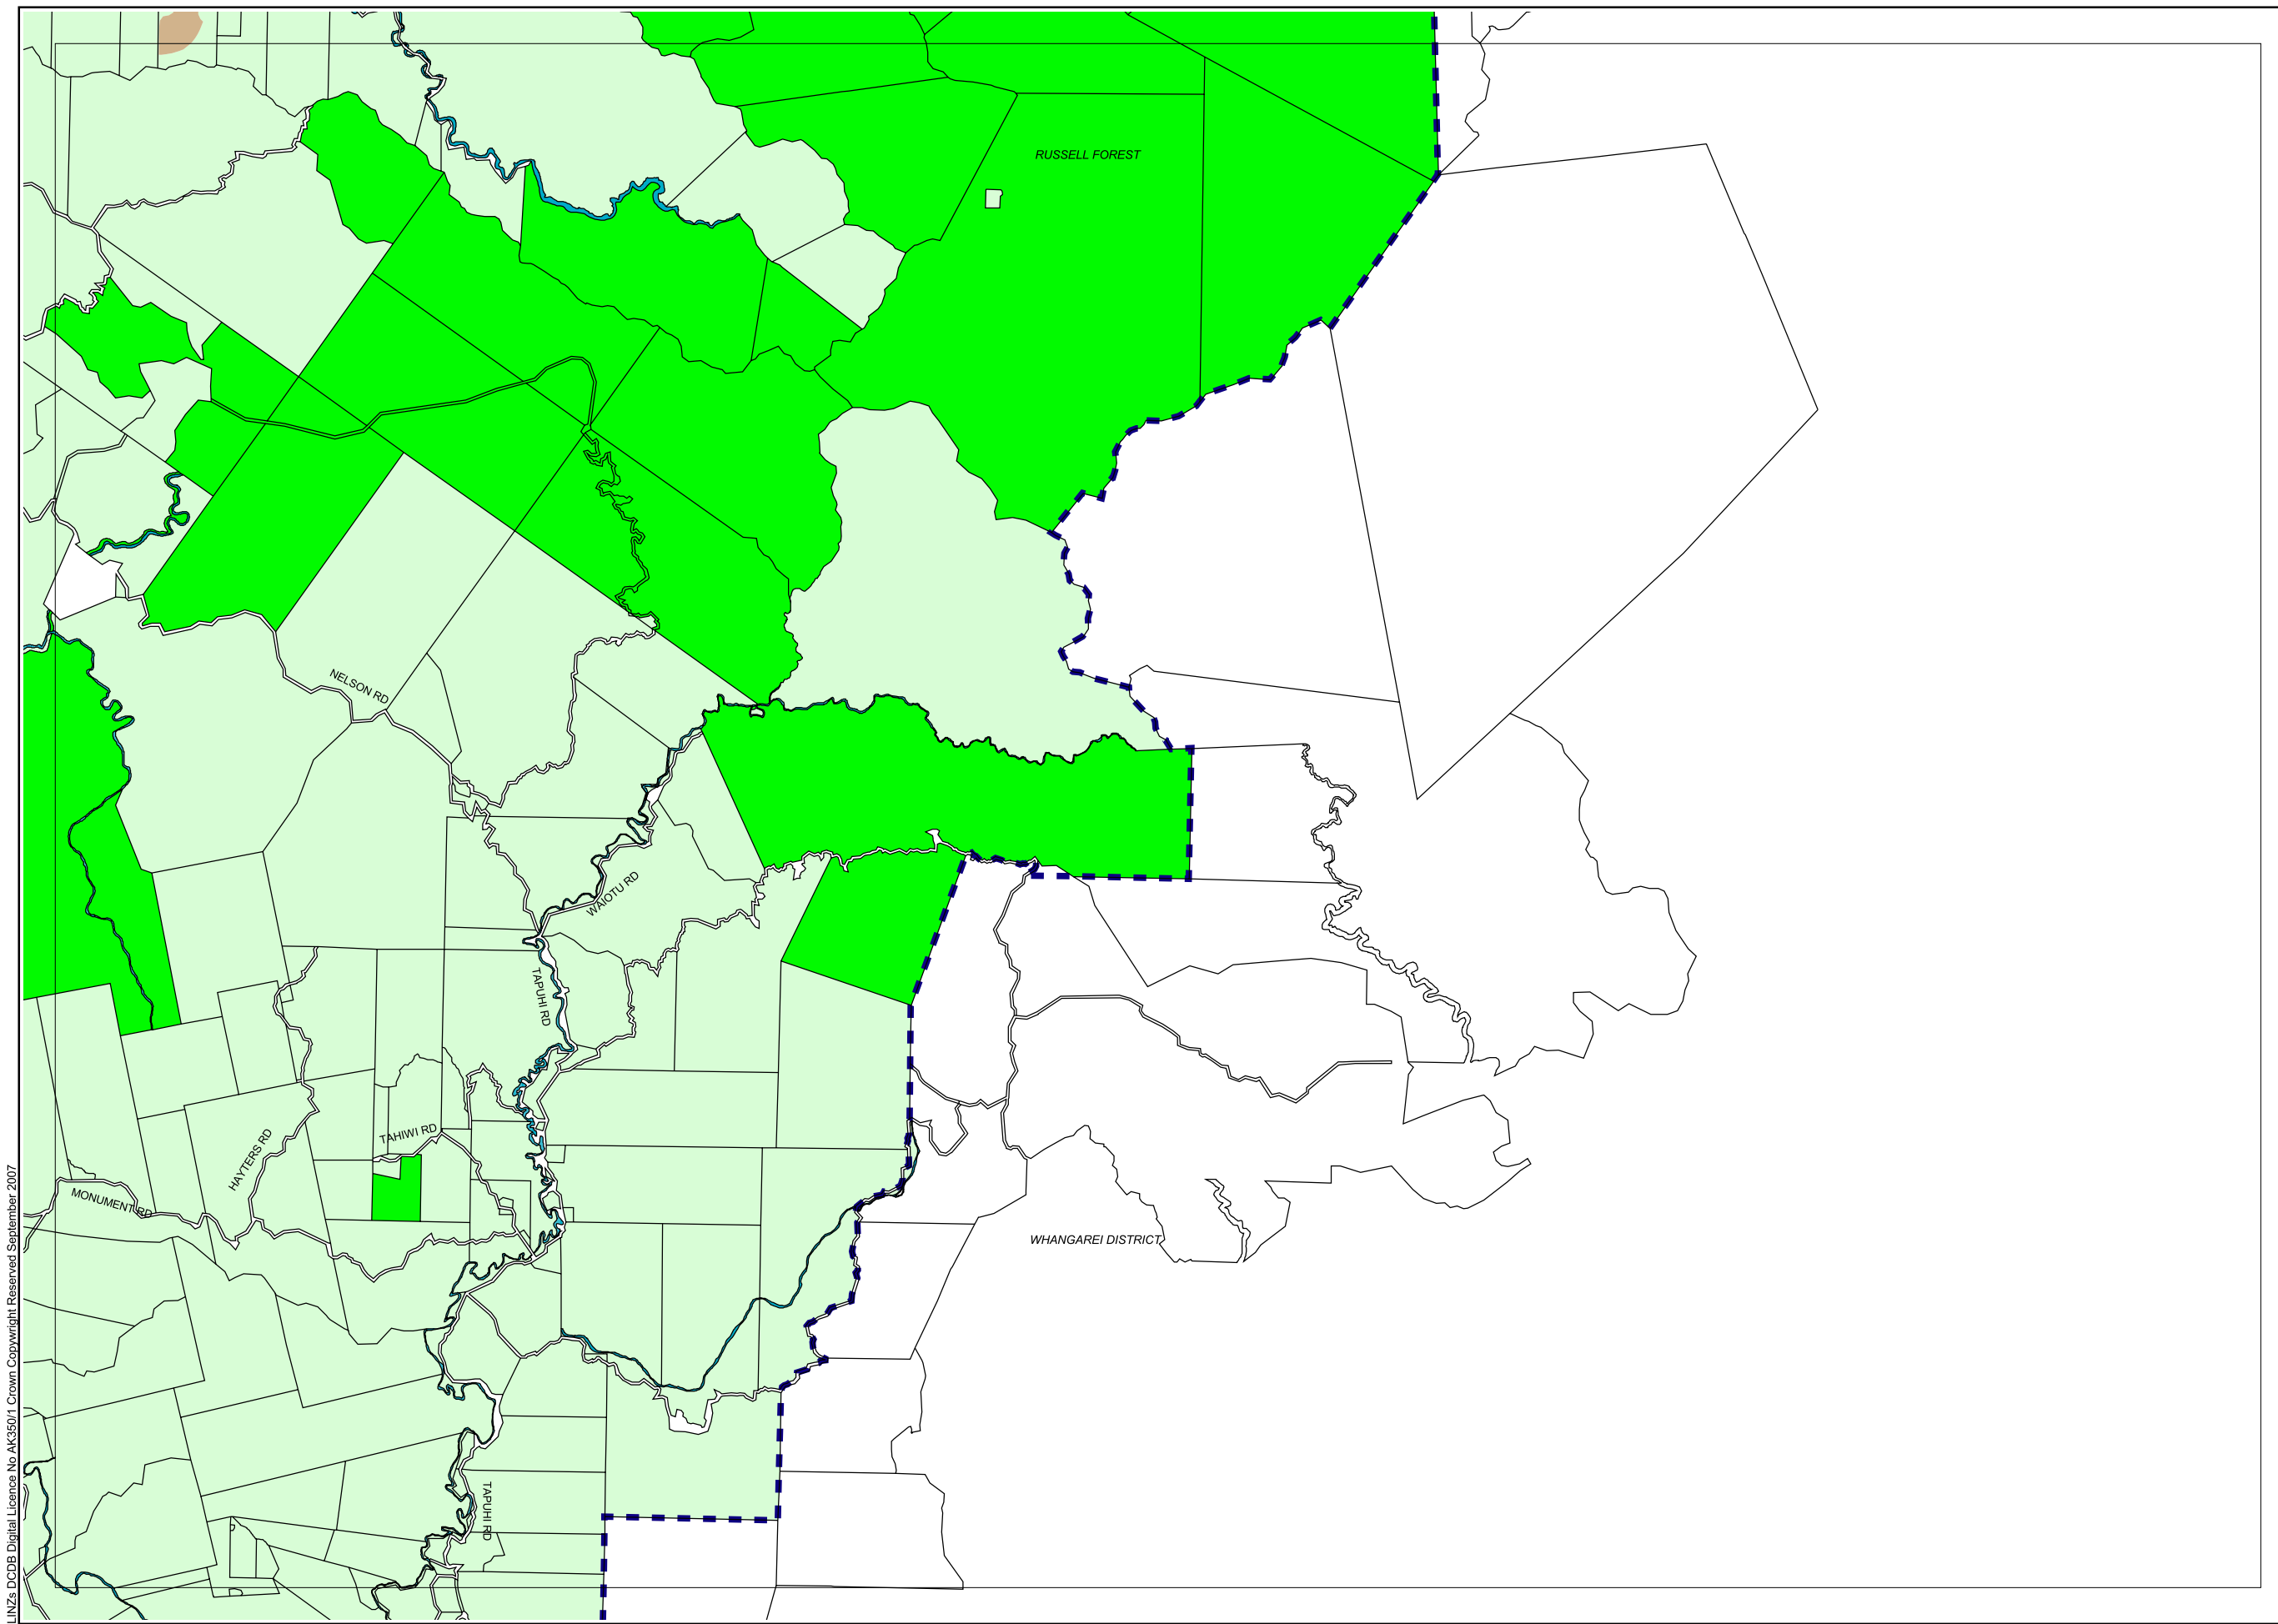 RUSSELL FOREST
NELSON RD
WAIOTU RD
TAPUHI RD
TAHIWI RD
HAYTERS RD
MONUMENT RD
WHANGAREI DISTRICT
TAPUHI RD
LINZs DCDB Digital Licence No AK350/1 Crown Copywright Reserved September 2007